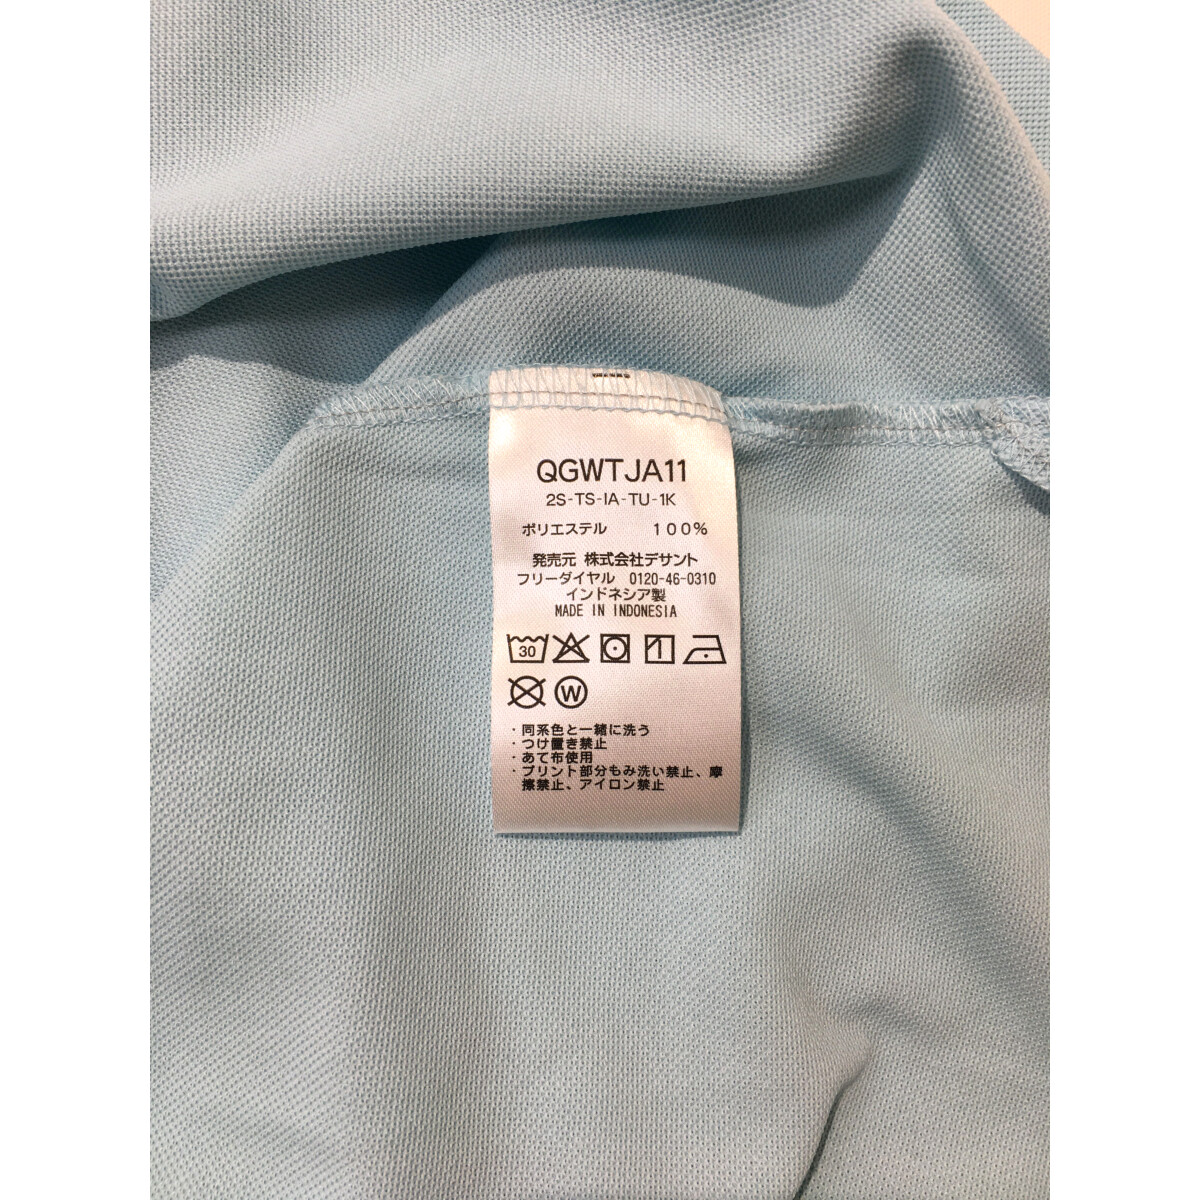 QGWTJA11
2S-TS-IA-TU-1K
ポリエステル 100%
発売元 株式会社デサント
フリーダイヤル 0120-46-0310
インドネシア製
MADE IN INDONESIA
30
W
・同系色と一緒に洗う
・つけ置き禁止
・あて布使用
・プリント部分もみ洗い禁止、摩
擦禁止、アイロン禁止